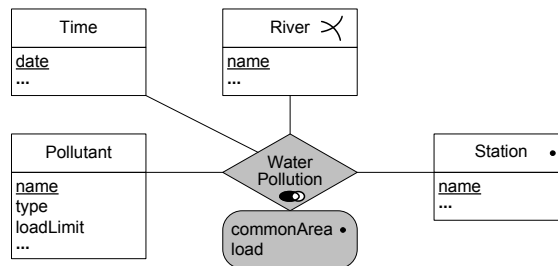 Time
date
...
River
name
...
Pollutant
name
type
loadLimit
...
Water
Pollution
commonArea
load
Station
name
...